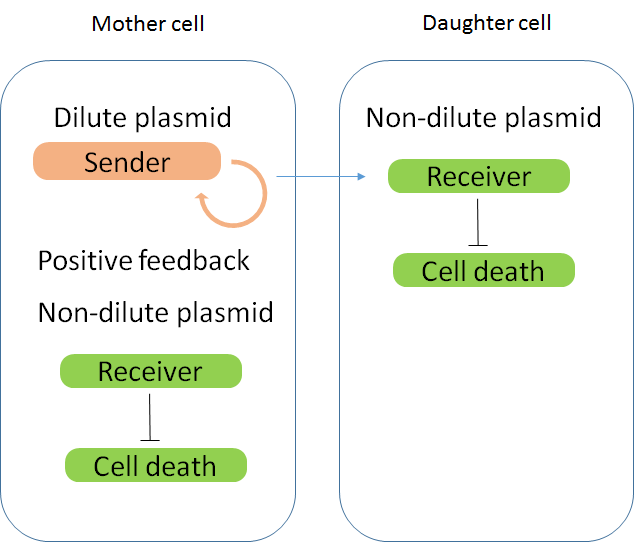 Mother cell
Dilute plasmid
Sender
Positive feedback
Non-dilute plasmid
Receiver
Cell death
Daughter cell
Non-dilute plasmid
Receiver
Cell death